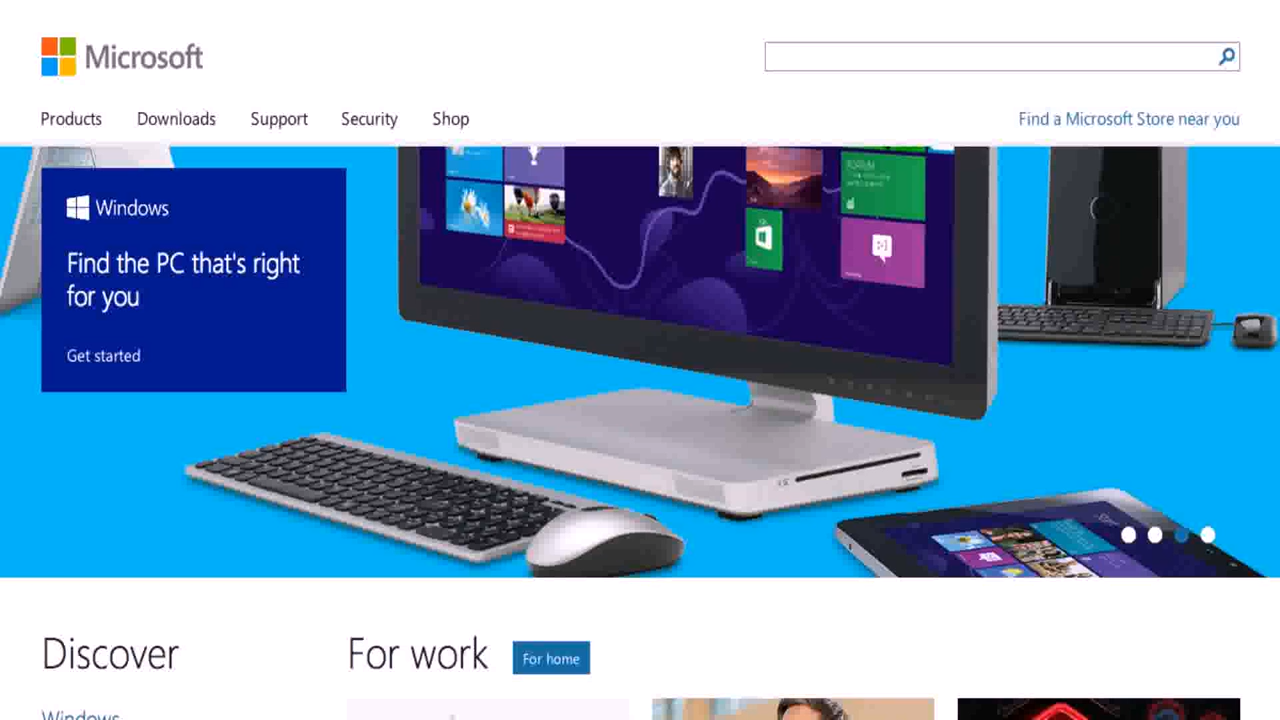 Microsoft
Products Downloads Support Security Shop
Find a Microsoft Store near you
Windows
Find the PC that's right
for you
Get started
Discover
For work
For home
Windows